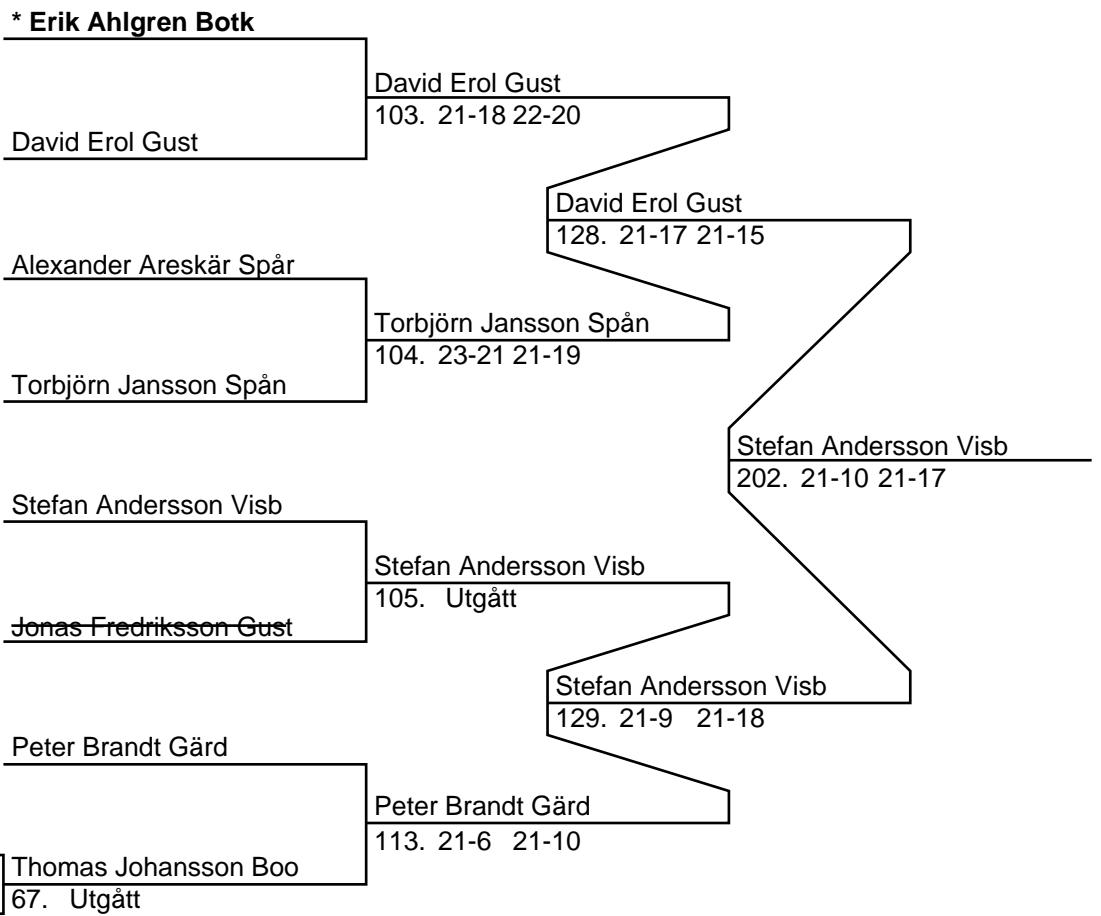 * Erik Ahlgren Botk
David Erol Gust
103. 21-18 22-20
David Erol Gust
David Erol Gust
128. 21-17 21-15
Alexander Areskär Spår
Torbjörn Jansson Spån
104. 23-21 21-19
Torbjörn Jansson Spån
Stefan Andersson Visb
202. 21-10 21-17
Stefan Andersson Visb
Stefan Andersson Visb
105. Utgått
Jonas Fredriksson Gust
Stefan Andersson Visb
129. 21-9 21-18
Peter Brandt Gärd
Peter Brandt Gärd
113. 21-6 21-10
Thomas Johansson Boo
67. Utgått